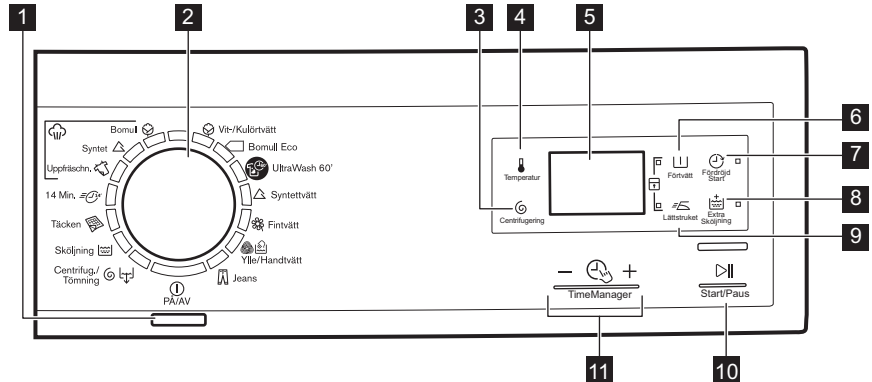 1
2
3
4
5
6
7
8
9
10
11
Bomull
Syntet
Uppfräschn.
14 Min.
Täcken
Sköljning
Centrifug./
Tömning
Vit-/Kulörtvätt
Bomull Eco
UltraWash 60'
Syntettvätt
Fintvätt
Ylle/Handtvätt
Jeans
PÅ/AV
Temperatur
Centrifugering
Förtvätt
Fördröjd
Start
Lättstruket
Extra
Sköljning
TimeManager
Start/Paus